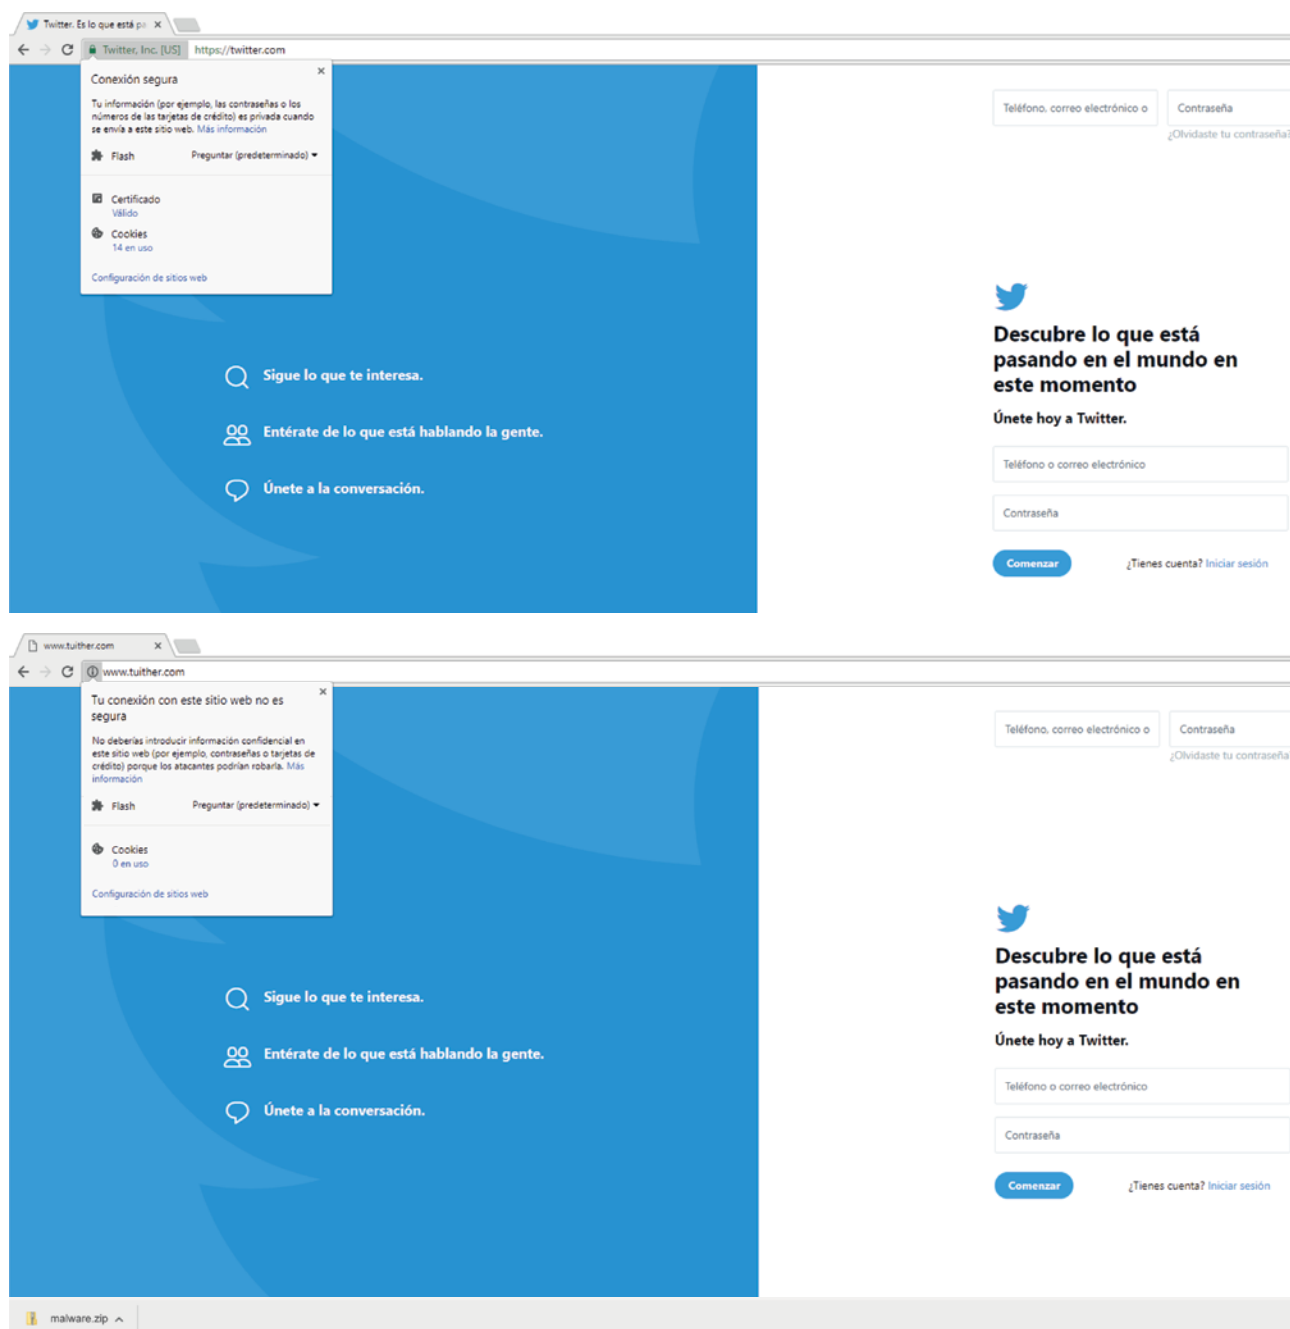 Twitter. Es lo que está pa
Twitter, Inc. [US] https://twitter.com
Conexión segura
Tu información (por ejemplo, las contraseñas o los
números de las tarjetas de crédito) es privada cuando
se envía a este sitio web. Más información
Flash Preguntar (predeterminado)
Certificado
Válido
Cookies
14 en uso
Configuración de sitios web
Teléfono, correo electrónico o Contraseña
¿Olvidaste tu contraseña?
Sigue lo que te interesa.
Entérate de lo que está hablando la gente.
Únete a la conversación.
Descubre lo que está
pasando en el mundo en
este momento
Únete hoy a Twitter.
Teléfono o correo electrónico
Contraseña
Comenzar ¿Tienes cuenta? Iniciar sesión
www.tuither.com
www.tuither.com
Tu conexión con este sitio web no es
segura
No deberías introducir información confidencial en
este sitio web (por ejemplo, contraseñas o tarjetas de
crédito) porque los atacantes podrían robarla. Más
información
Flash Preguntar (predeterminado)
Cookies
0 en uso
Configuración de sitios web
Teléfono, correo electrónico o Contraseña
¿Olvidaste tu contraseña
Sigue lo que te interesa.
Entérate de lo que está hablando la gente.
Únete a la conversación.
Descubre lo que está
pasando en el mundo en
este momento
Únete hoy a Twitter.
Teléfono o correo electrónico
Contraseña
Comenzar ¿Tienes cuenta? Iniciar sesión
malware.zip